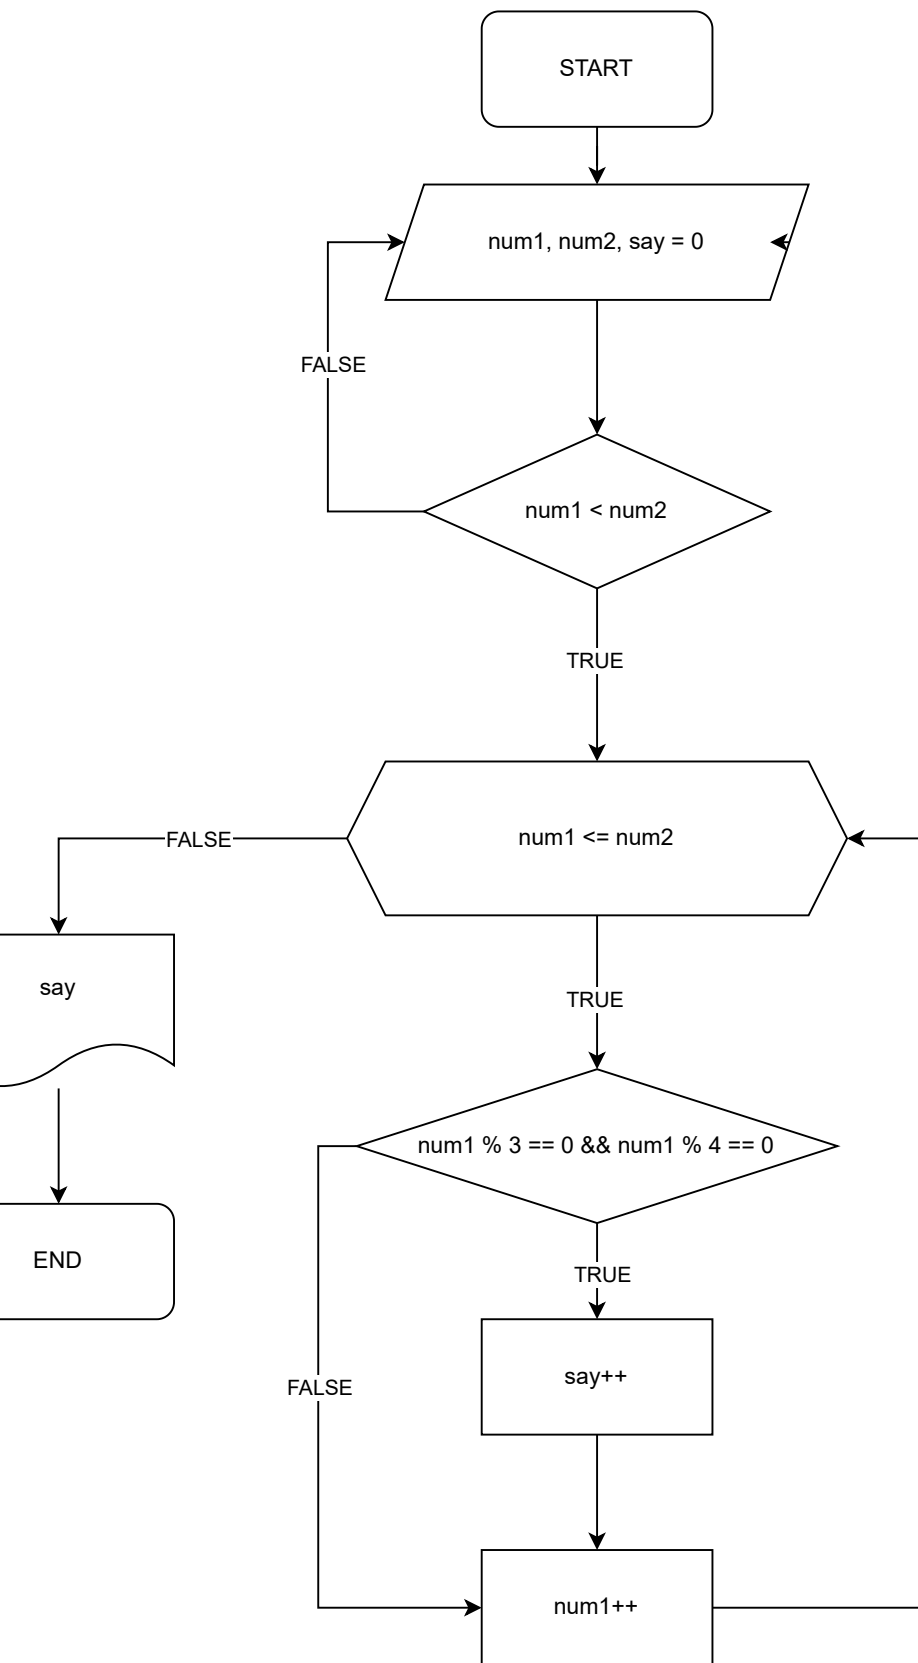 START
num1, num2, say = 0
FALSE
num1 < num2
TRUE
num1 <= num2
FALSE
say
END
TRUE
num1 % 3 == 0 && num1 % 4 == 0
TRUE
say++
FALSE
num1++